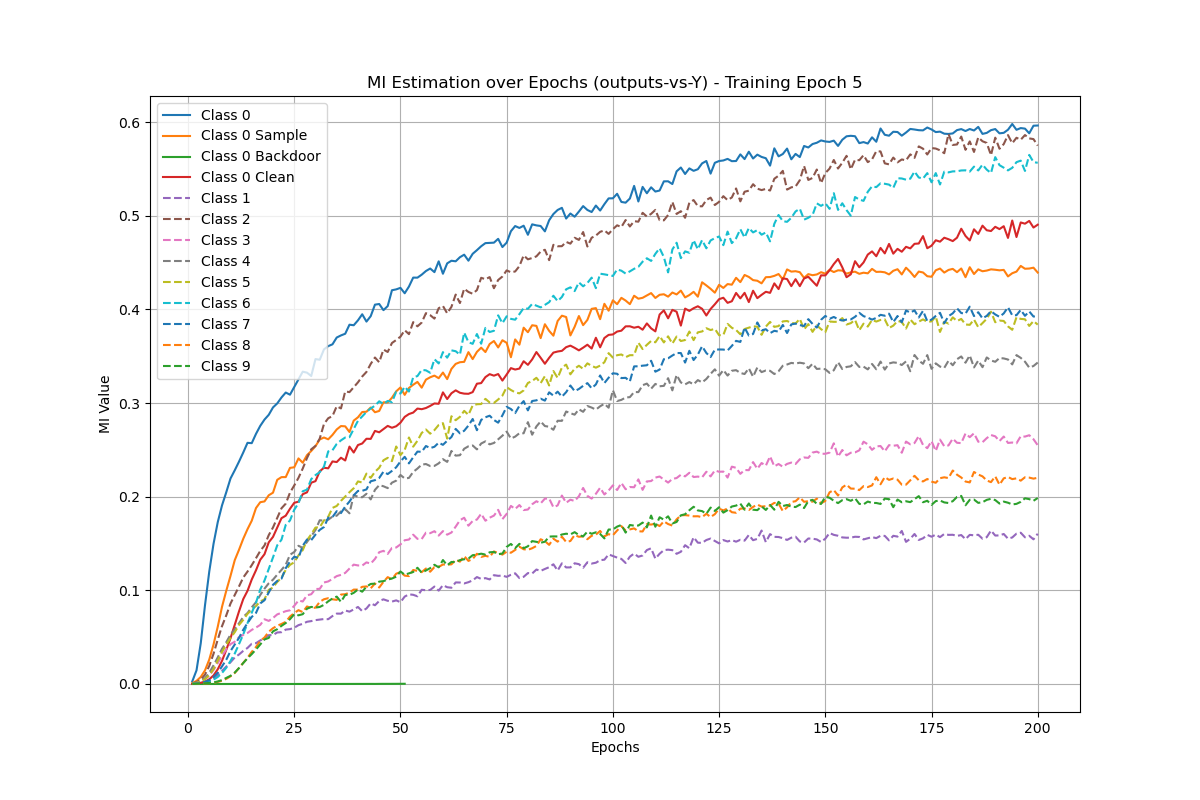 MI Estimation over Epochs (outputs-vs-Y) - Training Epoch 5
MI Value
0.6
0.5
0.4
0.3
0.2
0.1
0.0
Class 0
Class 0 Sample
Class 0 Backdoor
Class 0 Clean
Class 1
Class 2
Class 3
Class 4
Class 5
Class 6
Class 7
Class 8
Class 9
0 25 50 75 100 125 150 175 200
Epochs